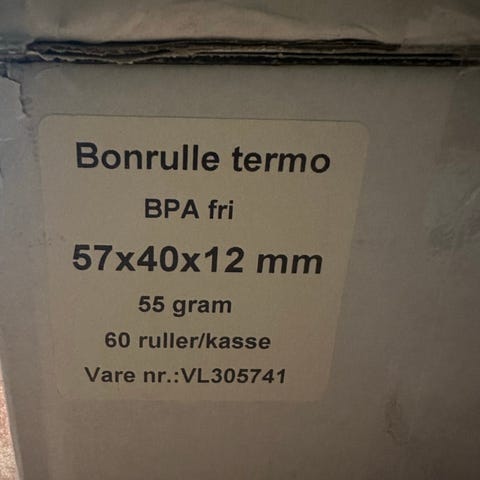 Bonrulle termo
BPA fri
57x40x12 mm
55 gram
60 ruller/kasse
Vare nr.:VL305741